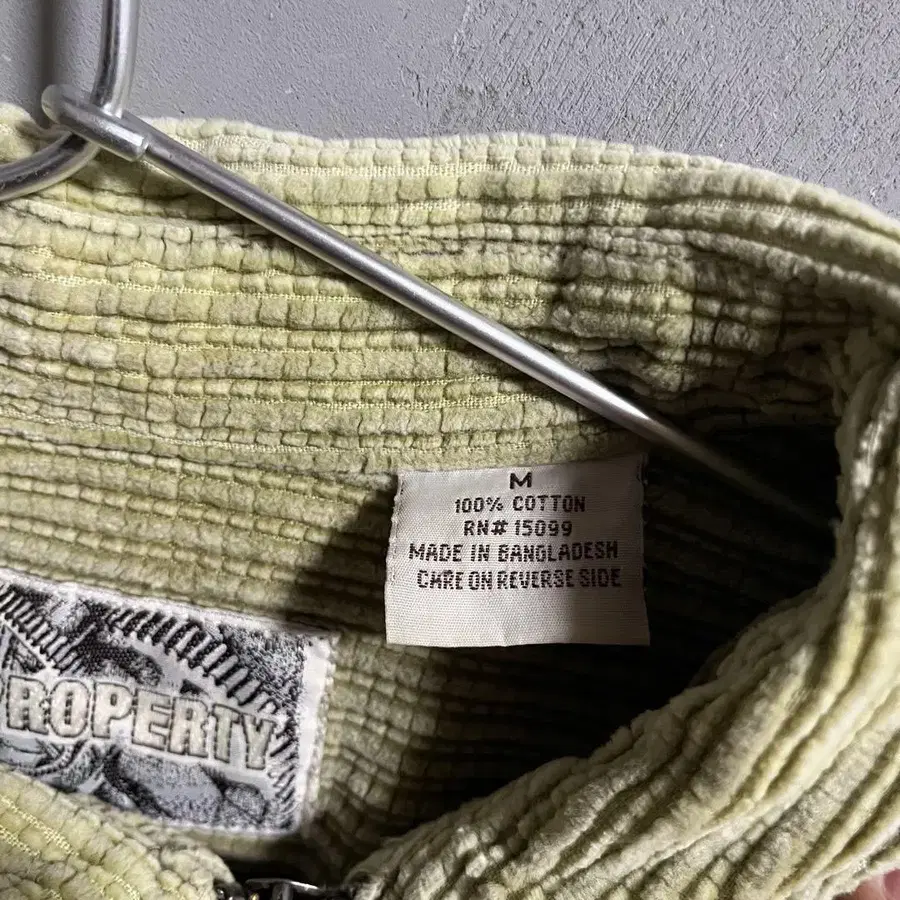 M
100% COTTON
RN# 15099
MADE IN BANGLADESH
CARE ON REVERSE SIDE
ROPERTY